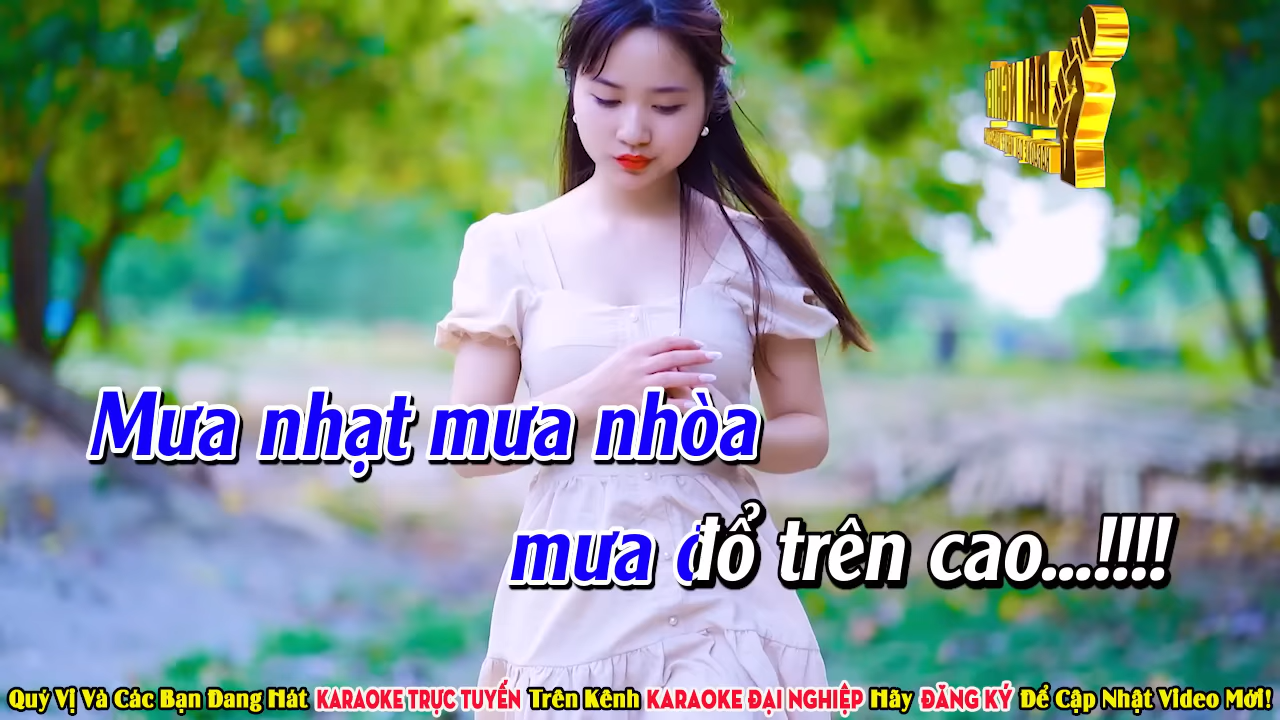 Mưa nhạt mưa nhòa
mưa đổ trên cao...!!!!
Quý Vị Và Các Bạn Đang Hát KARAOKE TRỰC TUYẾN Trên Kênh KARAOKE ĐẠI NGHIỆP Hãy ĐĂNG KÝ Để Cập Nhật Video Mới!